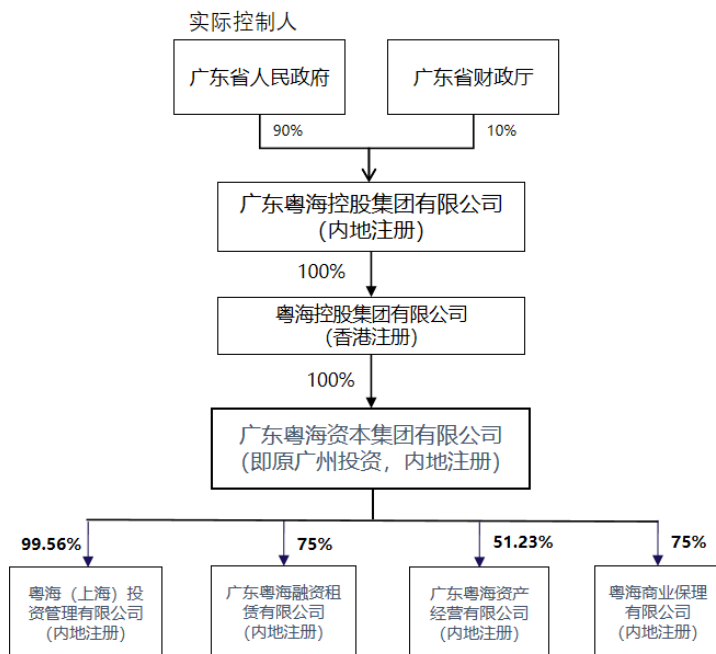 实际控制人
广东省人民政府
广东省财政厅
90%
10%
广东粤海控股集团有限公司
(内地注册)
100%
粤海控股集团有限公司
(香港注册)
100%
广东粤海资本集团有限公司
(即原广州投资，内地注册)
99.56%
75%
51.23%
75%
粤海（上海）投
资管理有限公司
(内地注册)
广东粤海融资租
赁有限公司
(内地注册)
广东粤海资产
经营有限公司
(内地注册)
粤海商业保理
有限公司
(内地注册)